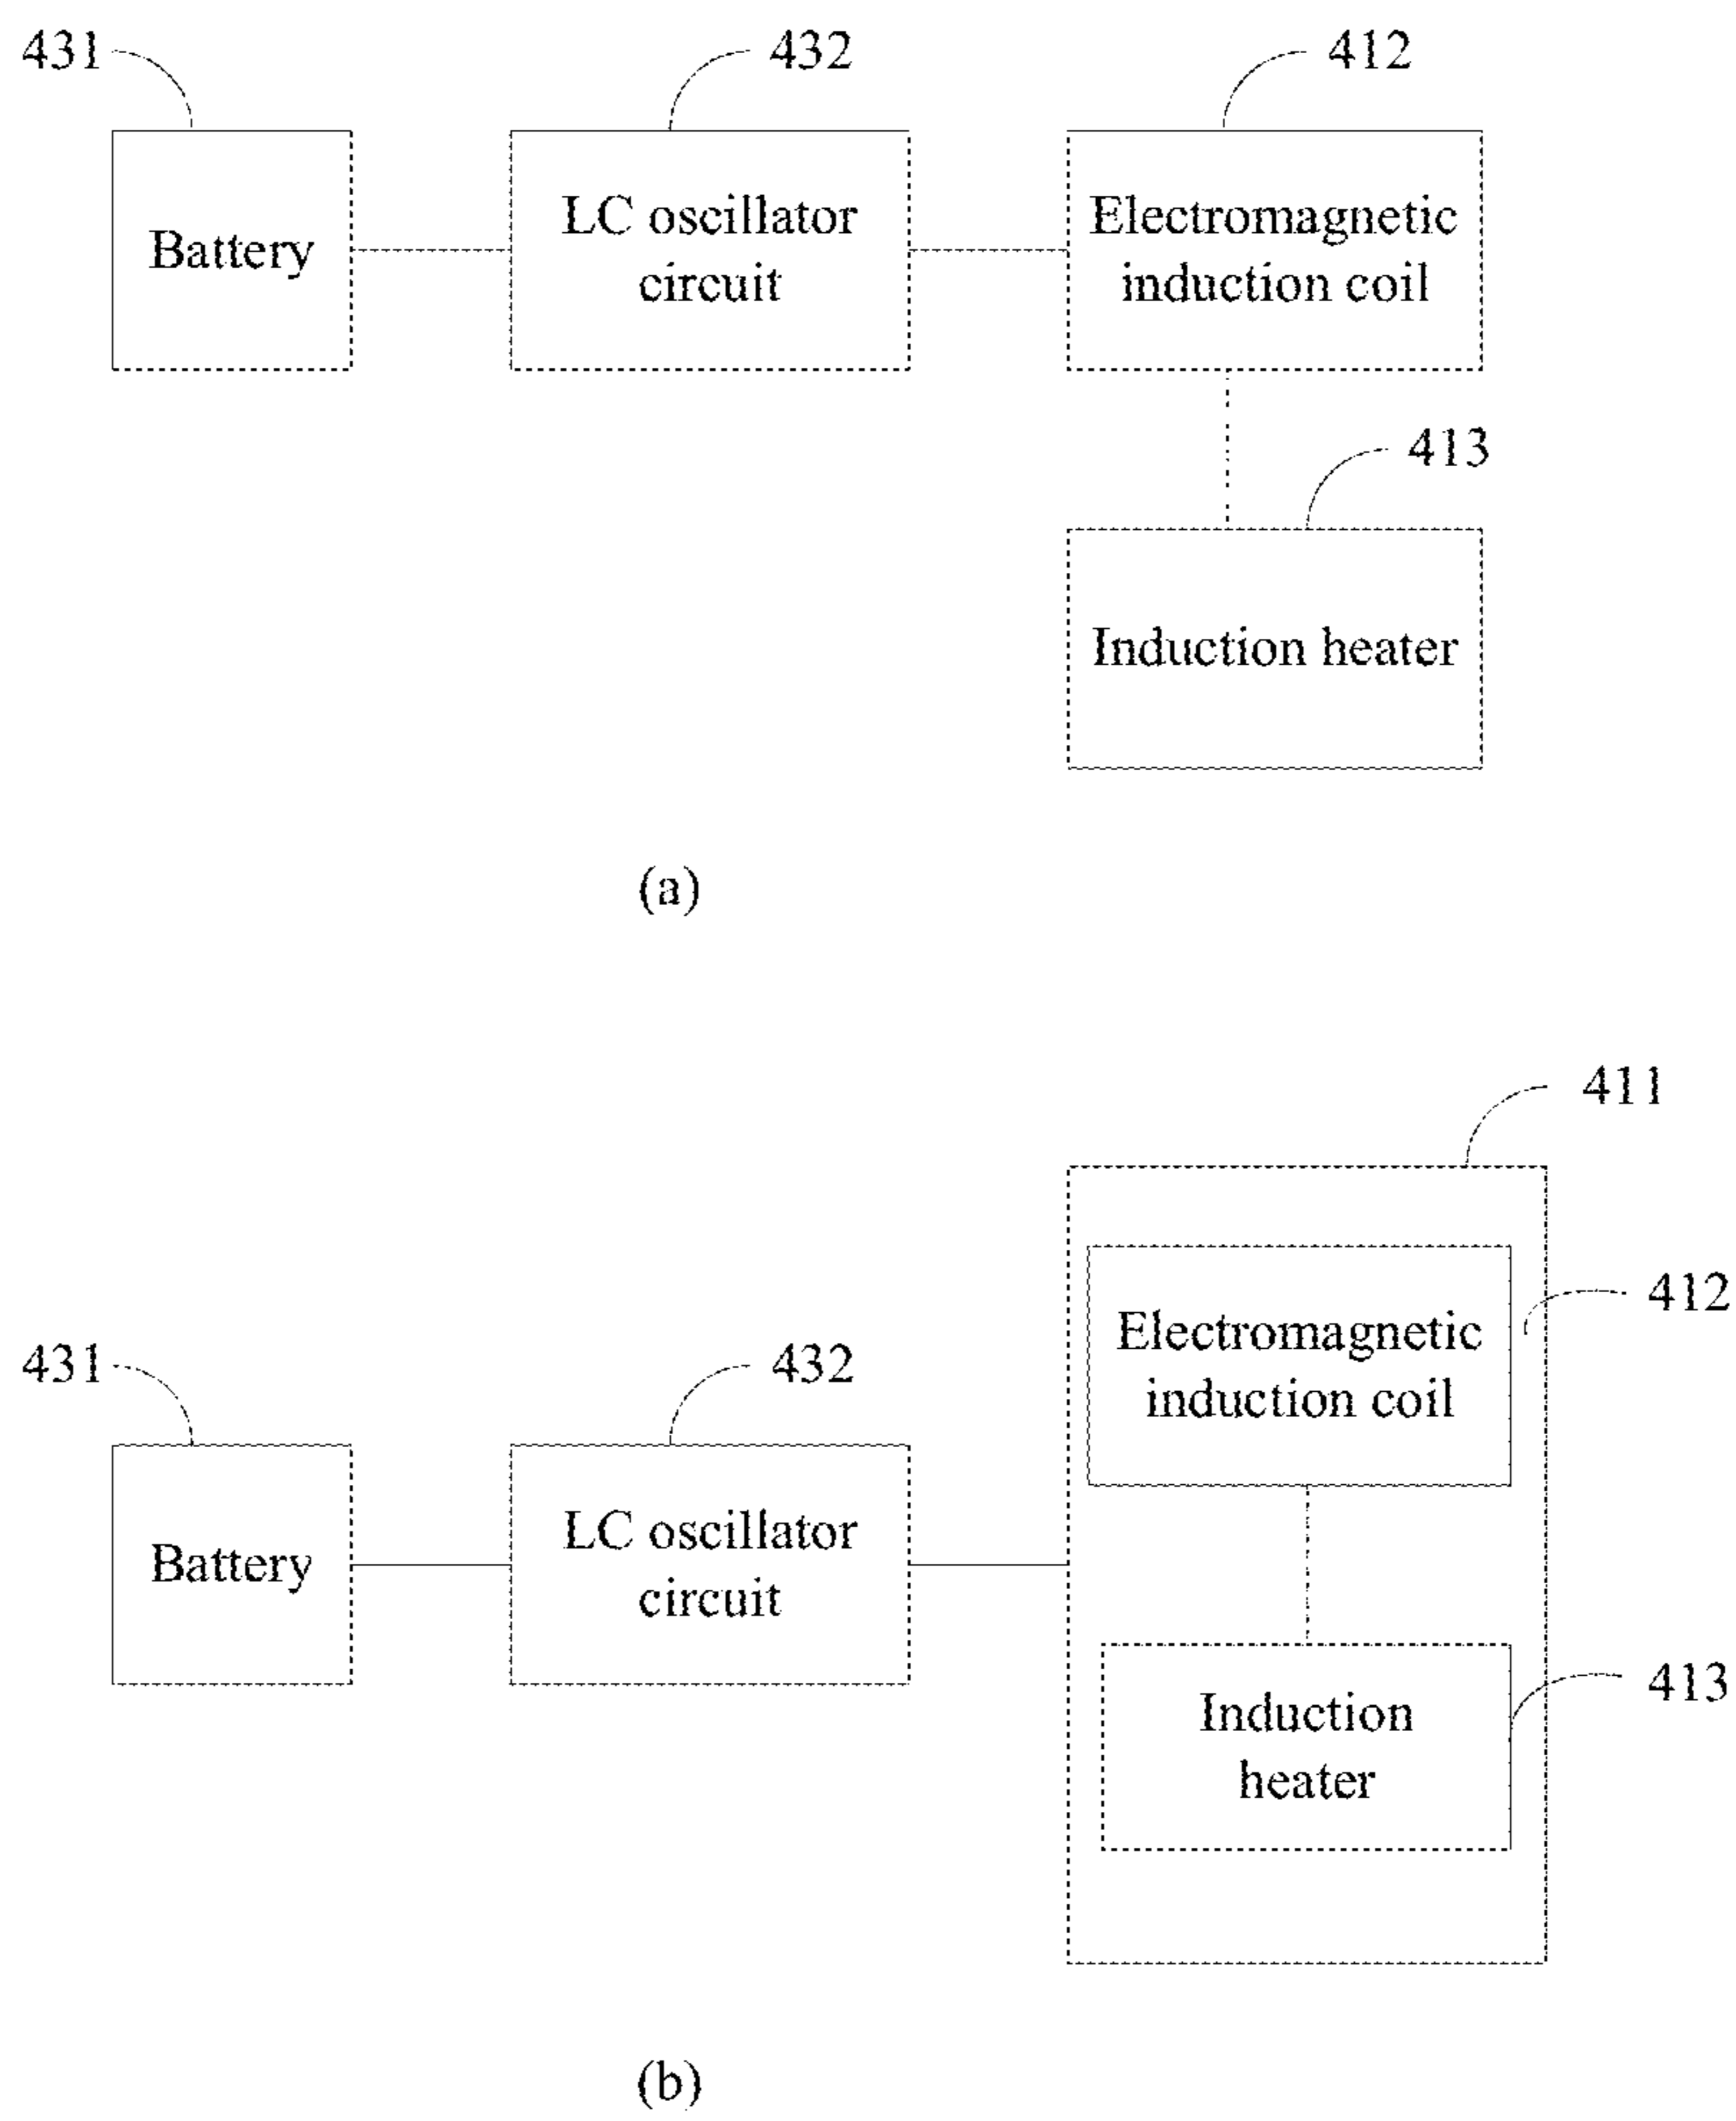 431
432
412
Battery
LC oscillator
circuit
Electromagnetic
induction coil
413
Induction heater
(a)
411
412
Electromagnetic
induction coil
431
432
Battery
LC oscillator
circuit
413
Induction
heater
(b)